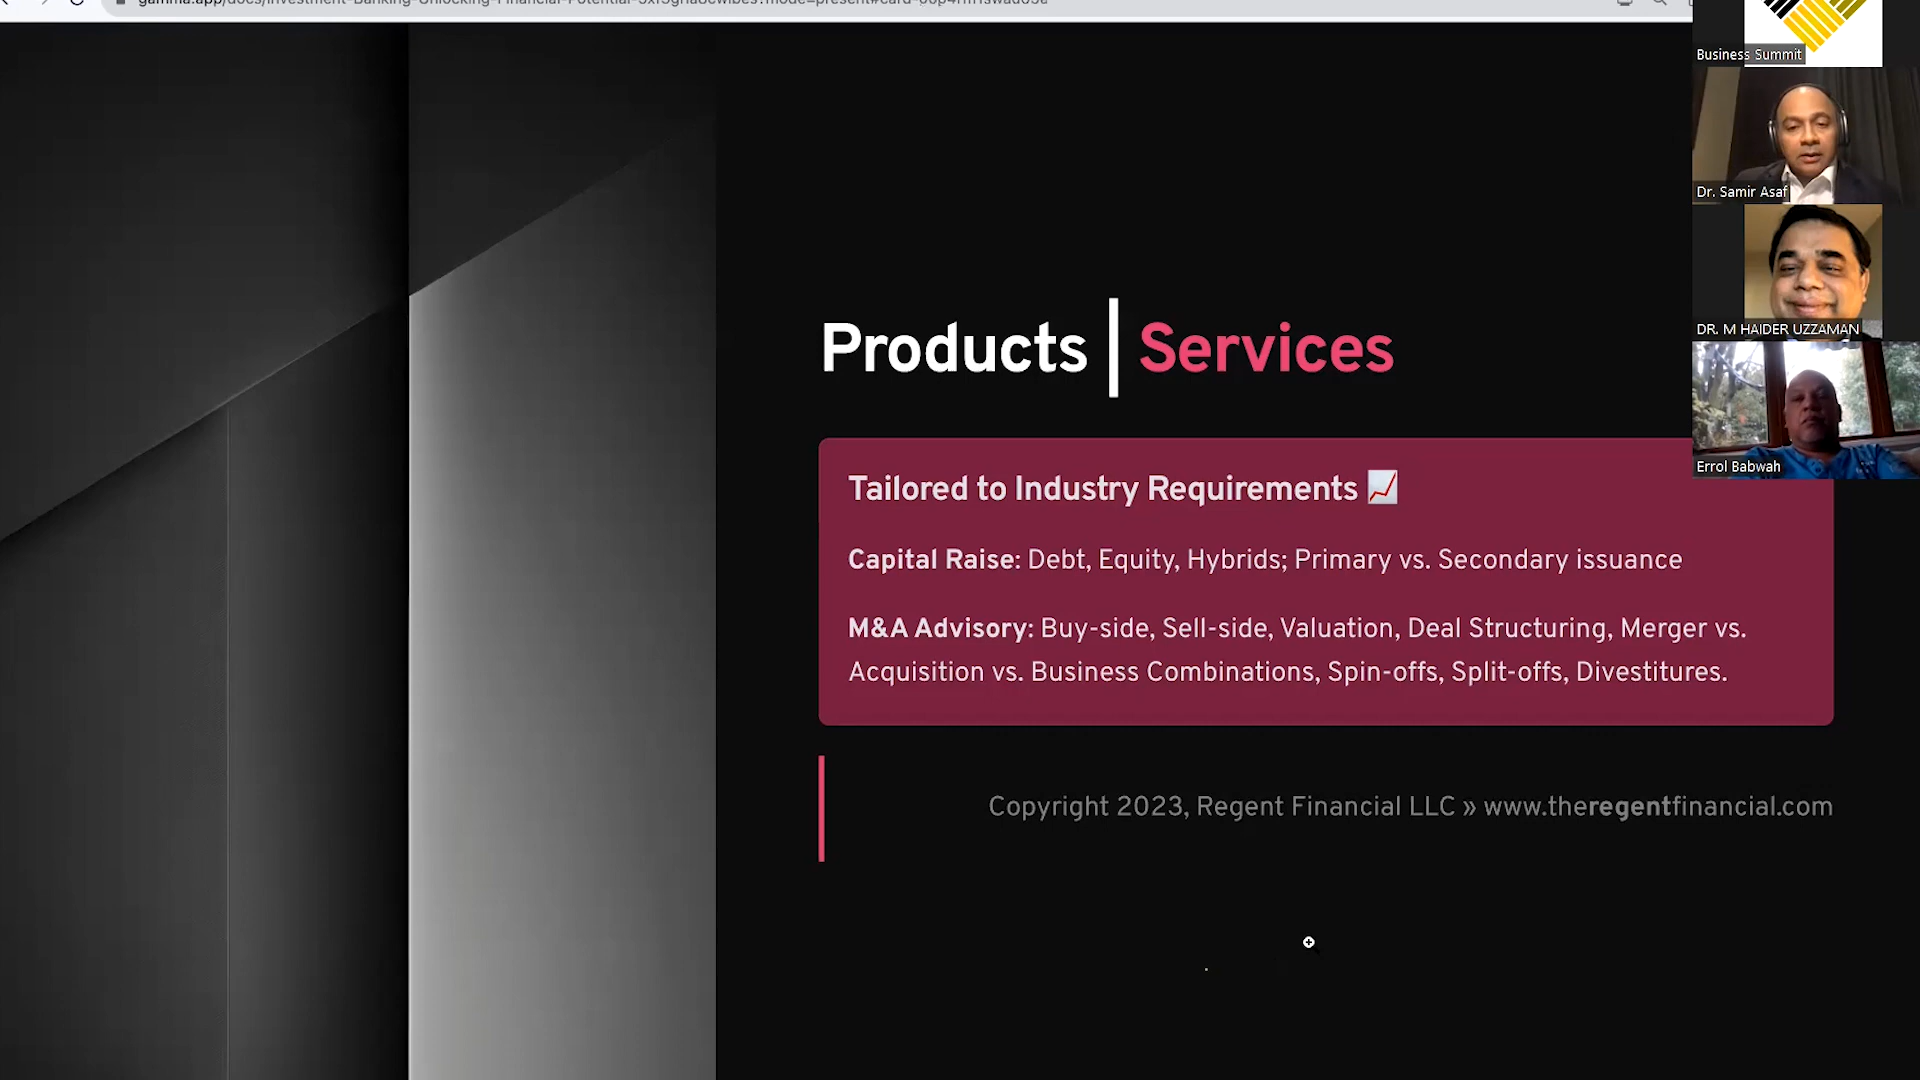 Business Summit
Dr. Samir Asaf
DR. M HAIDER UZZAMAN
Errol Babwah
Products | Services
Tailored to Industry Requirements
Capital Raise: Debt, Equity, Hybrids; Primary vs. Secondary issuance
M&A Advisory: Buy-side, Sell-side, Valuation, Deal Structuring, Merger vs.
Acquisition vs. Business Combinations, Spin-offs, Split-offs, Divestitures.
Copyright 2023, Regent Financial LLC » www.theregentfinancial.com